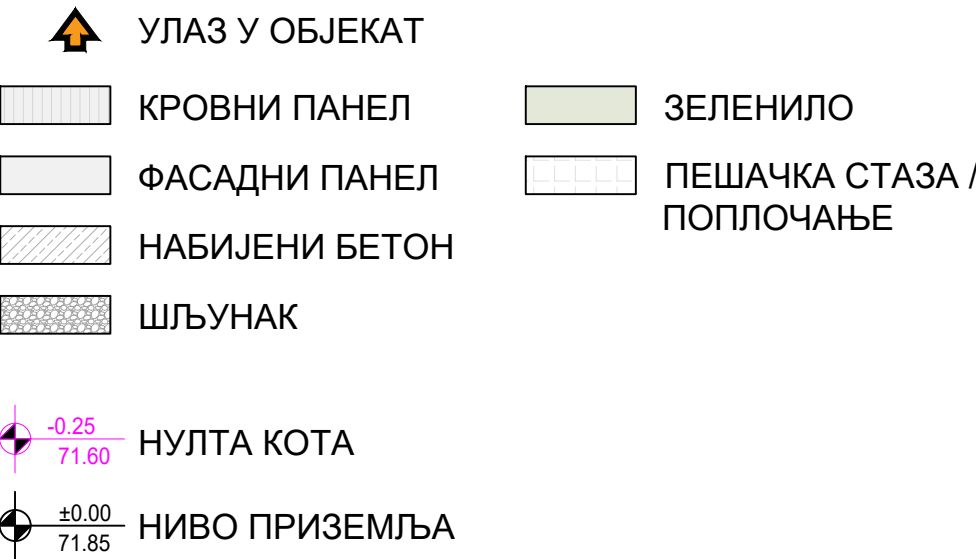 УЛАЗ У ОБЈЕКАТ
КРОВНИ ПАНЕЛ
ФАСАДНИ ПАНЕЛ
НАБИЈЕНИ БЕТОН
ШЉУНАК
ЗЕЛЕНИЛО
ПЕШАЧКА СТАЗА /
ПОПЛОЧАЊЕ
-0.25
71.60
НУЛТА КОТА
±0.00
71.85
НИВО ПРИЗЕМЉА